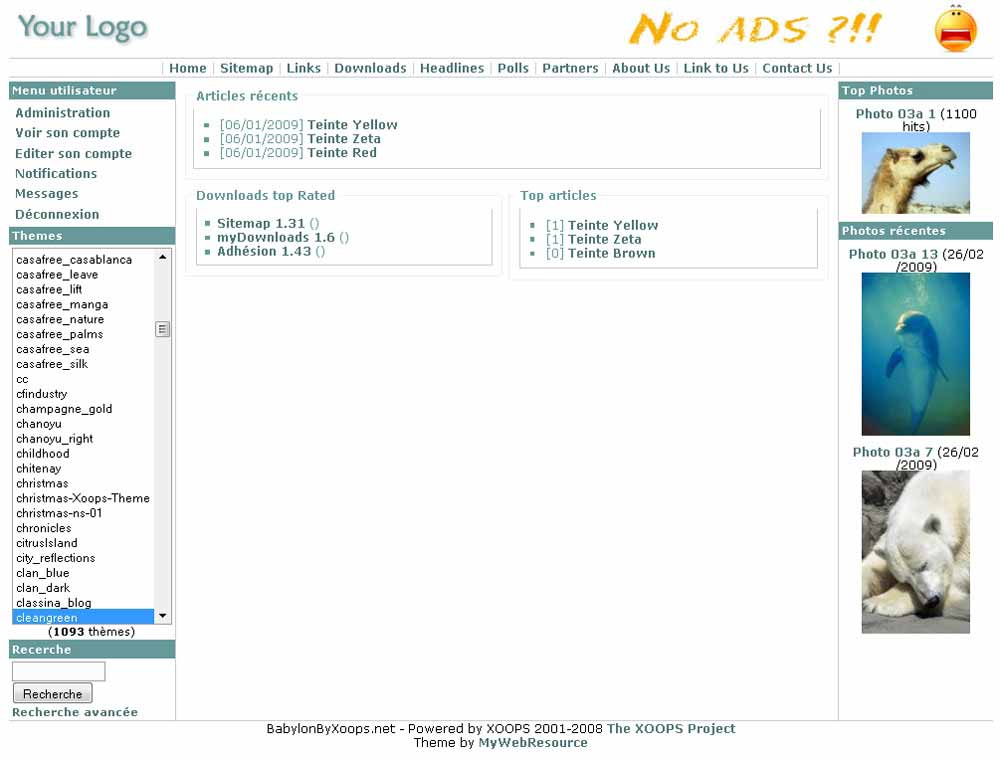 Your Logo
No ADS ?!!
Home | Sitemap | Links | Downloads | Headlines | Polls | Partners | About Us | Link to Us | Contact Us
Menu utilisateur
Administration
Voir son compte
Editer son compte
Notifications
Messages
Déconnexion
Themes
casafree_casablanca
casafree_leave
casafree_lift
casafree_manga
casafree_nature
casafree_palms
casafree_sea
casafree_silk
cc
cfindustry
champagne_gold
chanoyu
chanoyu_right
childhood
chitenay
christmas
christmas-Xoops-Theme
christmas-ns-01
chronicles
citrusIsland
city_reflections
clan_blue
clan_dark
classina_blog
cleangreen
(1093 thèmes)
Recerche
Recherche
Recherche avancée
Articles récents
[06/01/2009] Teinte Yellow
[06/01/2009] Teinte Zeta
[06/01/2009] Teinte Red
Downloads top Rated
Sitemap 1.31 ()
myDownloads 1.6 ()
Adhésion 1.43 ()
Top articles
[1] Teinte Yellow
[1] Teinte Zeta
[0] Teinte Brown
Top Photos
Photo 03a 1 (1100
hits)
Photos récentes
Photo 03a 13 (26/02
/2009)
Photo 03a 7 (26/02
/2009)
BabylonByXoops.net - Powered by XOOPS 2001-2008 The XOOPS Project
Theme by MyWebResource